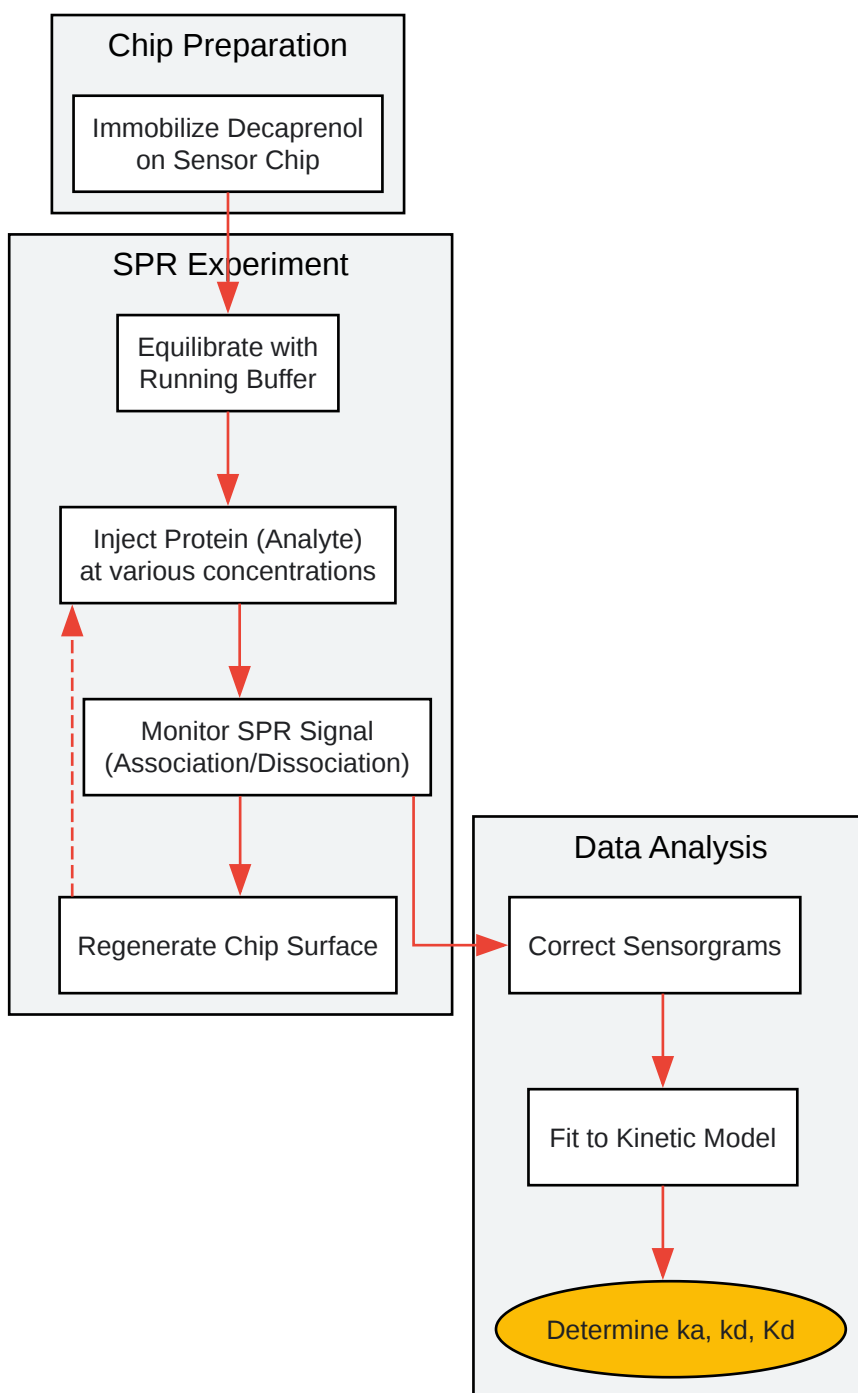 Chip Preparation
Immobilize Decaprenol
on Sensor Chip
SPR Experiment
Equilibrate with
Running Buffer
Inject Protein (Analyte)
at various concentrations
Monitor SPR Signal
(Association/Dissociation)
Regenerate Chip Surface
Data Analysis
Correct Sensorgrams
Fit to Kinetic Model
Determine ka, kd, Kd